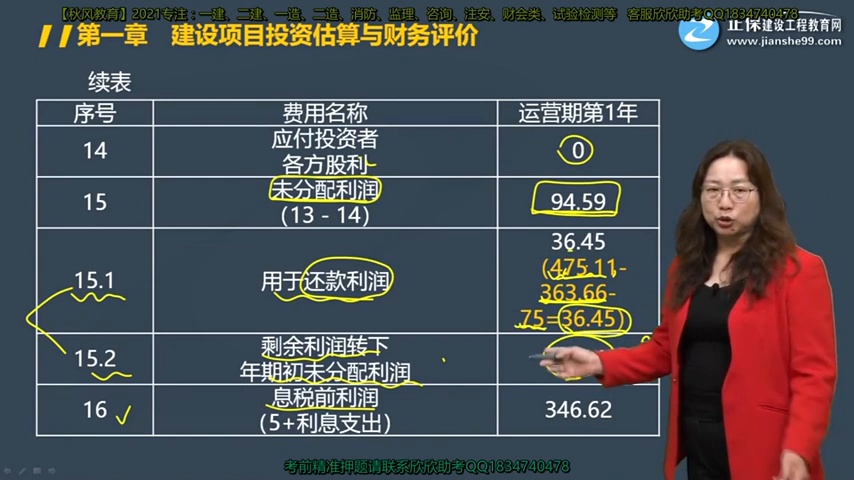 【秋风教育】2021专注：一建、二建、一造、二造、消防、监理、咨询、注安、财会类、试验检测等 客服欣欣助考QQ1834740478
第一章 建设项目投资估算与财务评价
正保建设工程教育网
www.jianshe99.com
续表
序号 费用名称 运营期第1年
14 应付投资者
各方股利 0
15 未分配利润
(13－14) 94.59
15.1 用于还款利润 36.45
(475.11-
363.66-
75=36.45)
15.2 剩余利润转下
年期初未分配利润
16 息税前利润
(5+利息支出) 346.62
考前精准押题请联系欣欣助考QQ1834740478